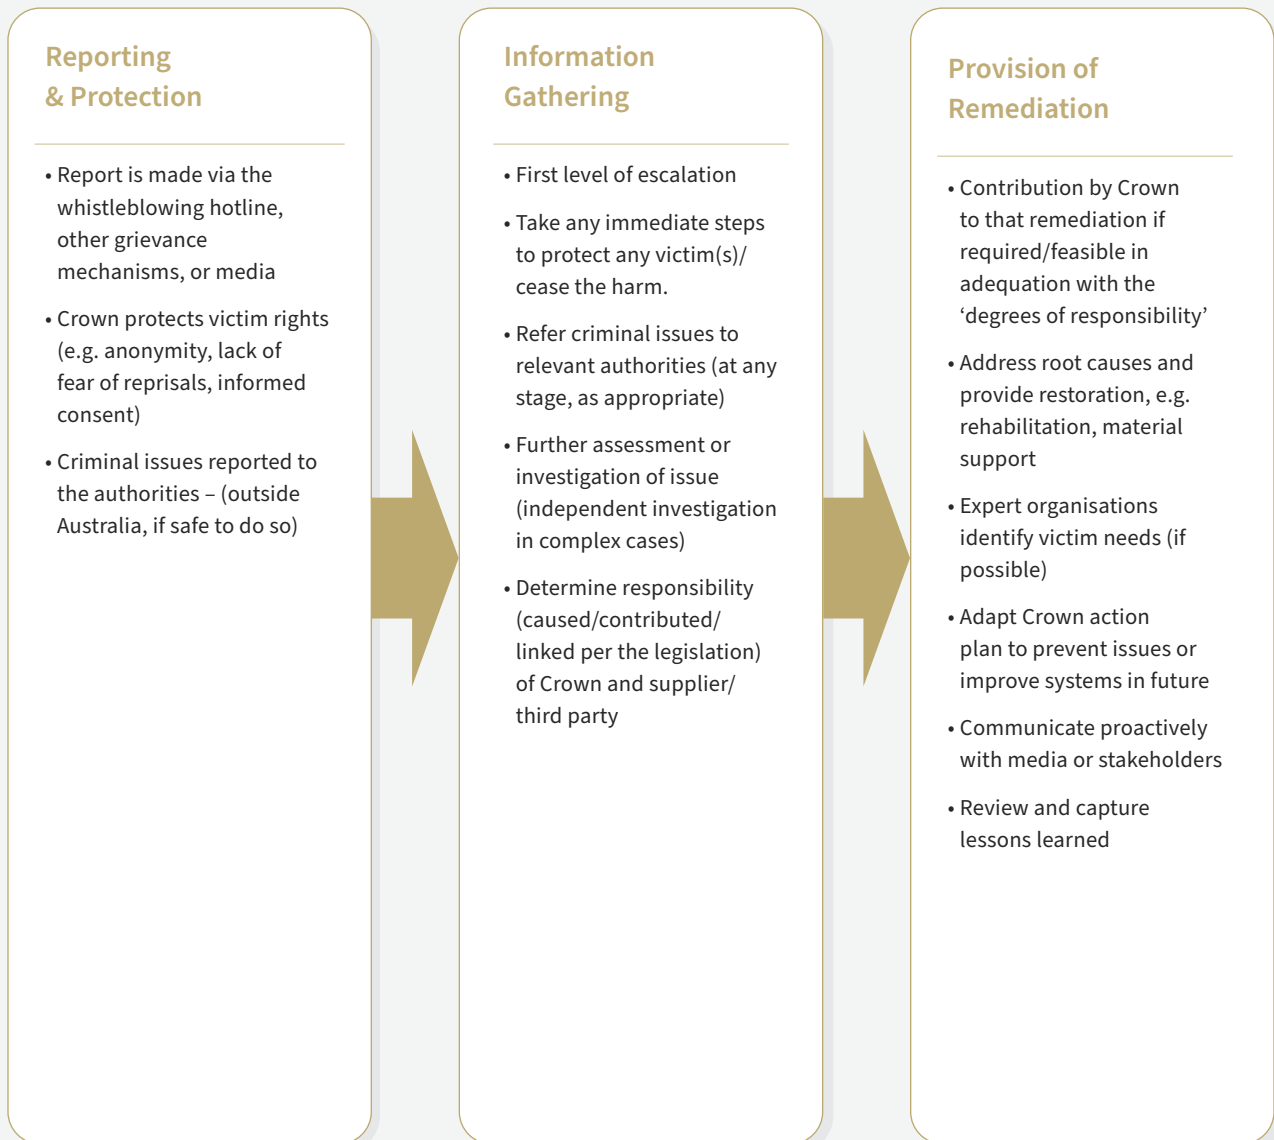 Reporting
& Protection
• Report is made via the
whistleblowing hotline,
other grievance
mechanisms, or media
• Crown protects victim rights
(e.g. anonymity, lack of
fear of reprisals, informed
consent)
• Criminal issues reported to
the authorities – (outside
Australia, if safe to do so)
Information
Gathering
• First level of escalation
• Take any immediate steps
to protect any victim(s)/
cease the harm.
• Refer criminal issues to
relevant authorities (at any
stage, as appropriate)
• Further assessment or
investigation of issue
(independent investigation
in complex cases)
• Determine responsibility
(caused/contributed/
linked per the legislation)
of Crown and supplier/
third party
Provision of
Remediation
• Contribution by Crown
to that remediation if
required/feasible in
adequation with the
‘degrees of responsibility’
• Address root causes and
provide restoration, e.g.
rehabilitation, material
support
• Expert organisations
identify victim needs (if
possible)
• Adapt Crown action
plan to prevent issues or
improve systems in future
• Communicate proactively
with media or stakeholders
• Review and capture
lessons learned